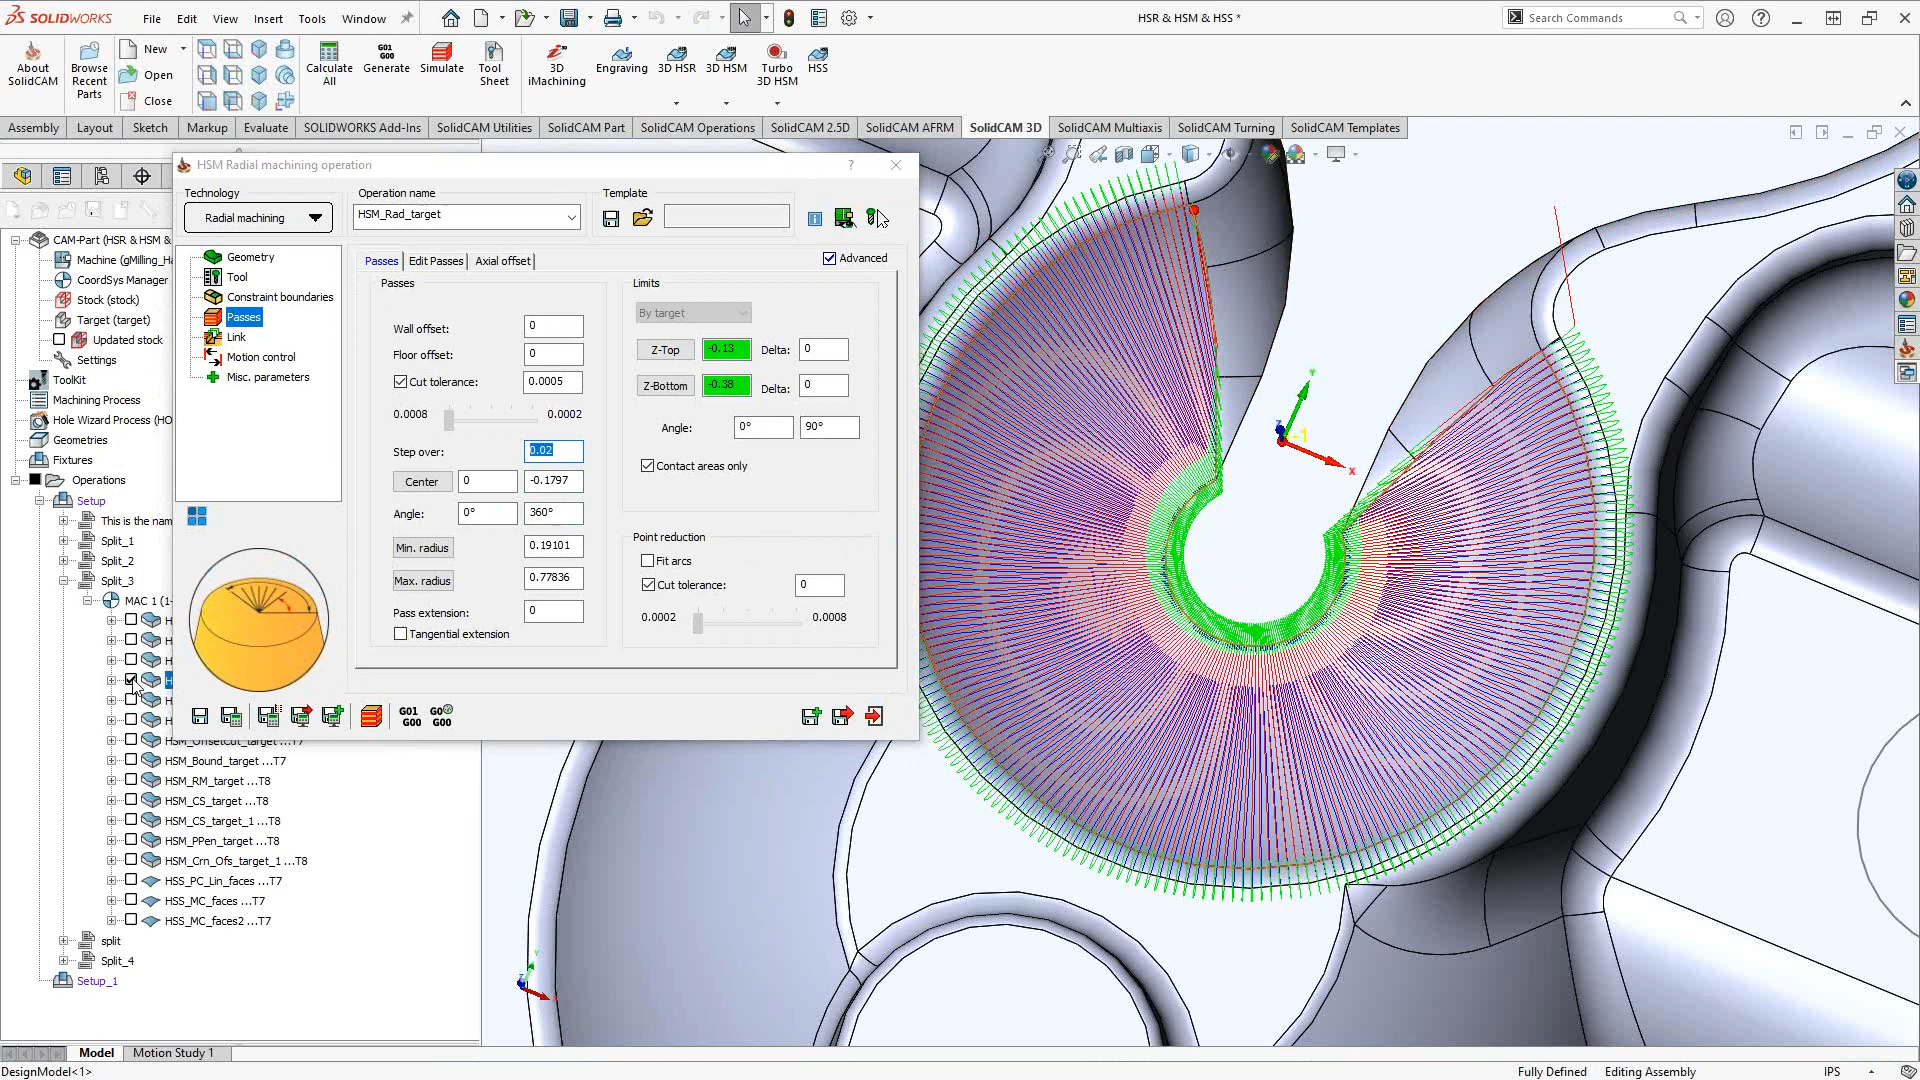 SOLIDWORKS File Edit View Insert Tools Window HSR & HSM & HSS * Search Commands
About SolidCAM
Browse Recent Parts
New
Open
Close
Calculate All
G01 G00 Generate
Simulate
Tool Sheet
3D iMachining
Engraving
3D HSR
3D HSM
Turbo 3D HSM
HSS
Assembly Layout Sketch Markup Evaluate SOLIDWORKS Add-Ins SolidCAM Utilities SolidCAM Part SolidCAM Operations SolidCAM 2.5D SolidCAM AFRM SolidCAM 3D SolidCAM Multiaxis SolidCAM Turning SolidCAM Templates
CAM-Part (HSR & HSM &
Machine (gMilling_Ha
CoordSys Manager
Stock (stock)
Target (target)
Updated stock
Settings
ToolKit
Machining Process
Hole Wizard Process (HO
Geometries
Fixtures
Operations
Setup
This is the nam
Split_1
Split_2
Split_3
MAC 1 (1-
HSM_OffsetCut_target ...T7
HSM_Bound_target ...T7
HSM_RM_target ...T8
HSM_CS_target ...T8
HSM_CS_target_1 ...T8
HSM_PPen_target ...T8
HSM_Crn_Ofs_target_1 ...T8
HSS_PC_Lin_faces ...T7
HSS_MC_faces ...T7
HSS_MC_faces2 ...T7
split
Split_4
Setup_1
HSM Radial machining operation ?
Technology
Radial machining
Operation name
HSM_Rad_target
Template
Geometry
Tool
Constraint boundaries
Passes
Link
Motion control
Misc. parameters
Passes Edit Passes Axial offset Advanced
Passes
Wall offset: 0
Floor offset: 0
Cut tolerance: 0.0005
0.0008 0.0002
Step over: 0.02
Center 0 -0.1797
Angle: 0° 360°
Min. radius 0.19101
Max. radius 0.77836
Pass extension: 0
Tangential extension
Limits
By target
Z-Top -0.13 Delta: 0
Z-Bottom -0.38 Delta: 0
Angle: 0° 90°
Contact areas only
Point reduction
Fit arcs
Cut tolerance: 0
0.0002 0.0008
G01 G00
G00
Y
Z
-1
X
Model Motion Study 1
DesignModel<1> Fully Defined Editing Assembly IPS